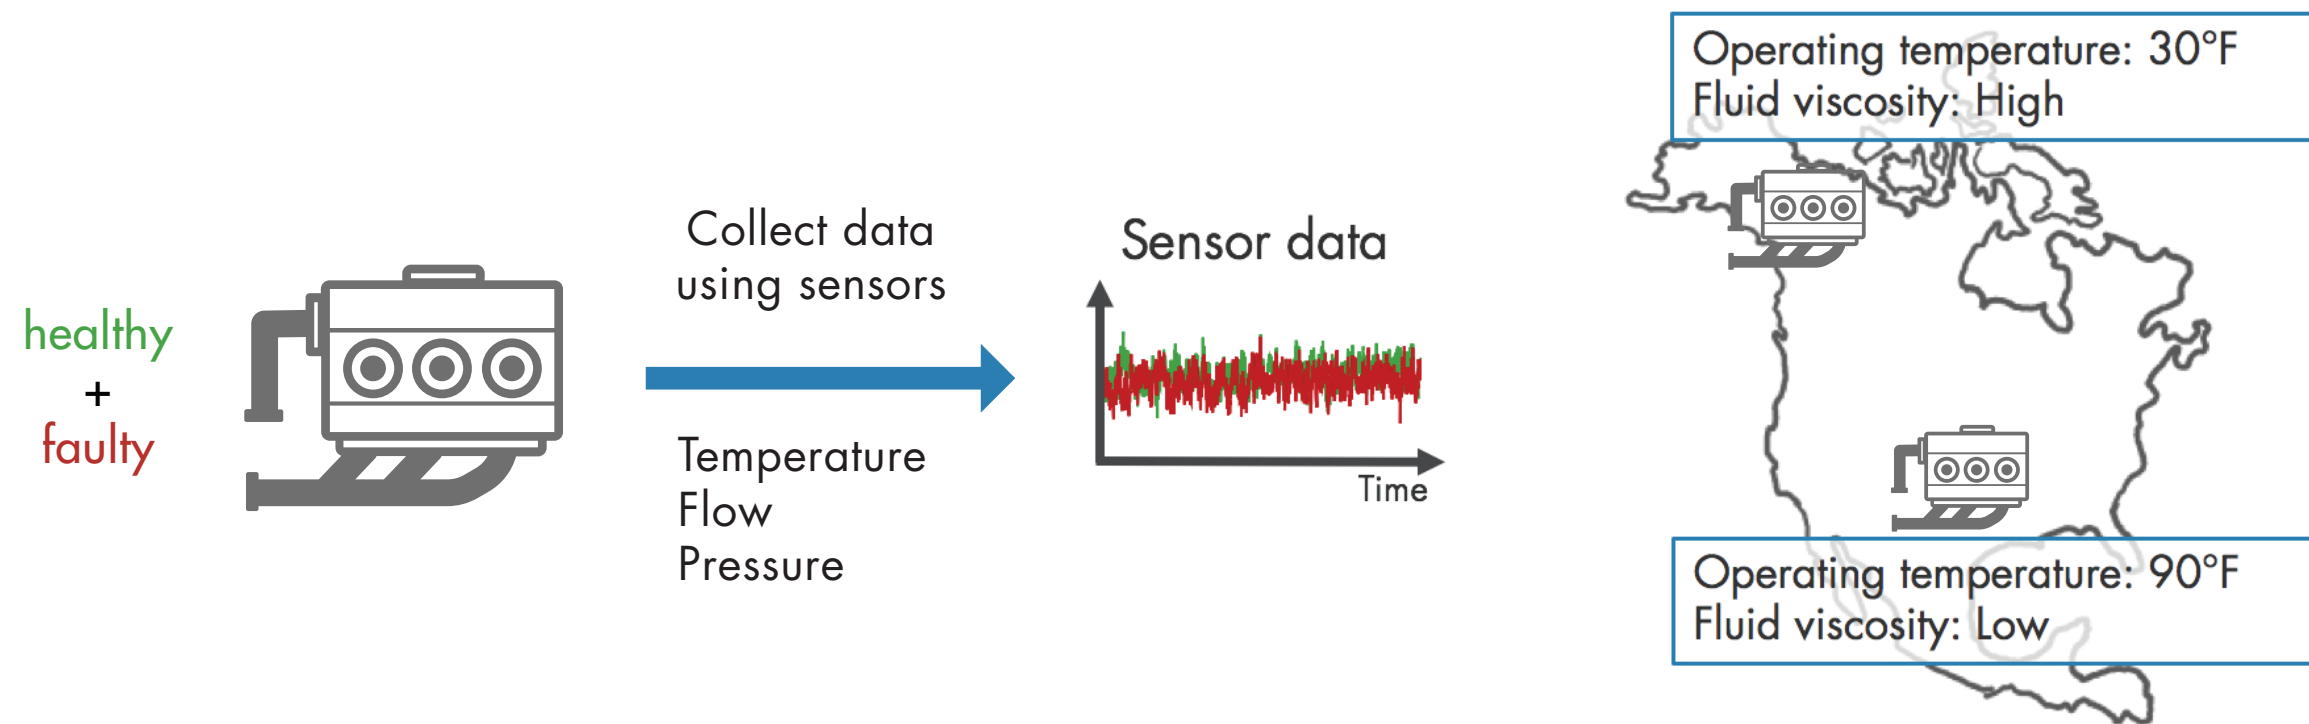 healthy
+
faulty
Collect data
using sensors
Temperature
Flow
Pressure
Sensor data
Time
Operating temperature: 30°F
Fluid viscosity: High
Operating temperature: 90°F
Fluid viscosity: Low